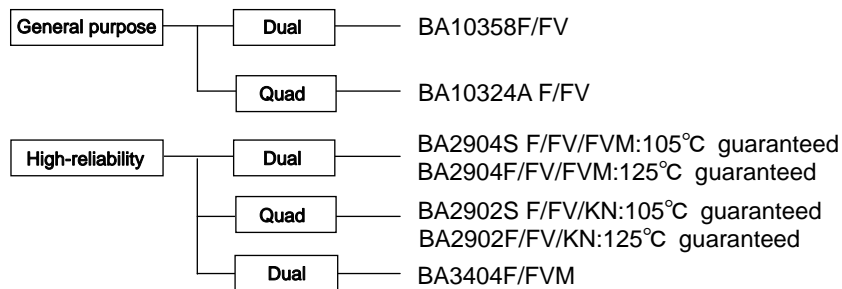 General purpose
Dual
BA10358F/FV
Quad
BA10324A F/FV
High-reliability
Dual
BA2904S F/FV/FVM:105℃ guaranteed
BA2904F/FV/FVM:125℃ guaranteed
Quad
BA2902S F/FV/KN:105℃ guaranteed
BA2902F/FV/KN:125℃ guaranteed
Dual
BA3404F/FVM